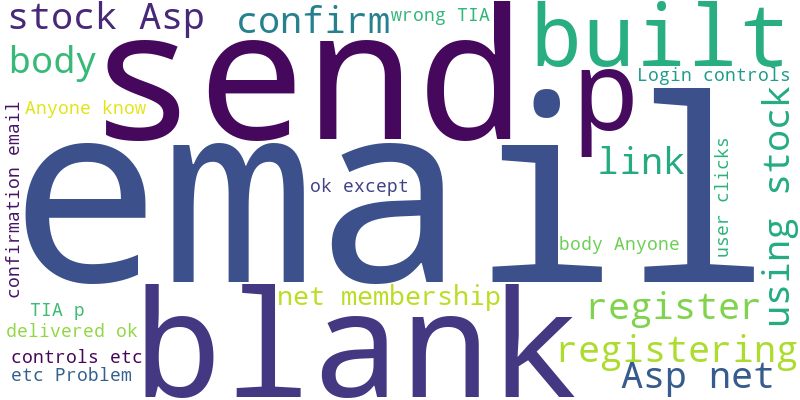 stock Asp
confirm
wrong TIA
built
send
p
body
Login controls
Anyone know
email
link
using stock
confirmation email
user clicks
ok except
body Anyone
blank
net membership
register
TIA p
delivered ok
registering
controls etc
etc Problem
Asp net